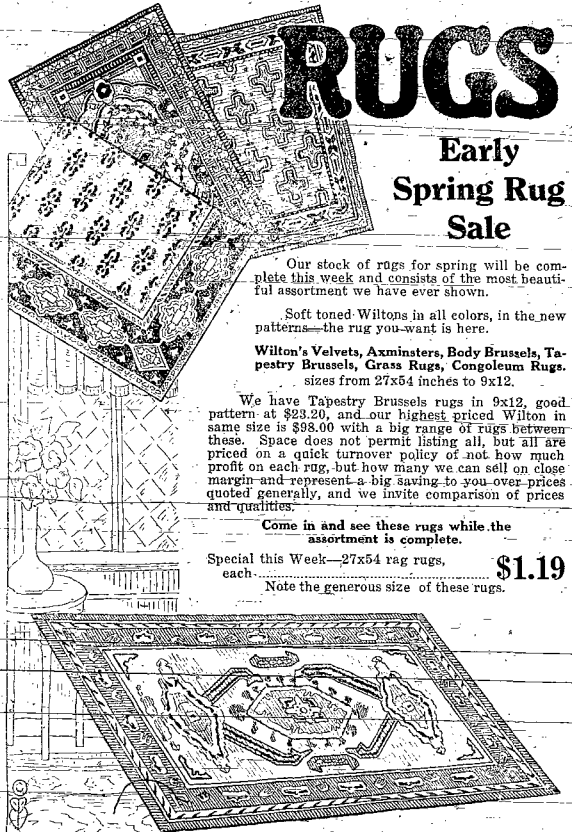 RUGS
Early
Spring Rug
Sale
Our stock of rugs for spring will be com-
plete this week and consists of the most beauti-
ful assortment we have ever shown.
Soft toned Wiltons in all colors, in the new
patterns—the rug you want is here.
Wilton's Velvets, Axminsters, Body Brussels, Ta-
pestry Brussels, Grass Rugs, Congoleum Rugs.
sizes from 27x54 inches to 9x12.
We have Tapestry Brussels rugs in 9x12, good
pattern at $23.20, and our highest priced Wilton in
same size is $98.00 with a big range of rugs between
these. Space does not permit listing all, but all are
priced on a quick turnover policy of not how much
profit on each rug, but how many we can sell on close
margin and represent a big saving to you over prices
quoted generally, and we invite comparison of prices
and qualities.
Come in and see these rugs while the
assortment is complete.
Special this Week—27x54 rag rugs,
each................................................ $1.19
Note the generous size of these rugs.